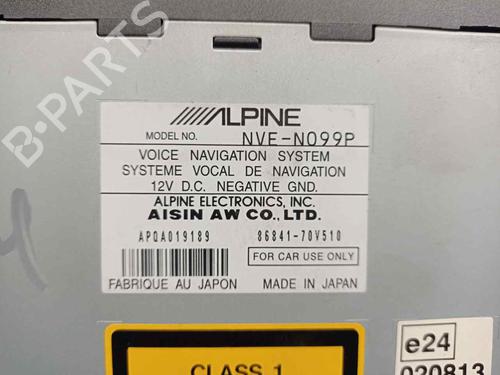 B-PARTS
ALPINE
MODEL NO. NVE-N099P
VOICE NAVIGATION SYSTEM
SYSTEME VOCAL DE NAVIGATION
12V D.C. NEGATIVE GND.
ALPINE ELECTRONICS, INC.
AISIN AW CO., LTD.
APQA019189 86841-70V510
FOR CAR USE ONLY
FABRIQUE AU JAPON MADE IN JAPAN
CLASS 1
e24
020813